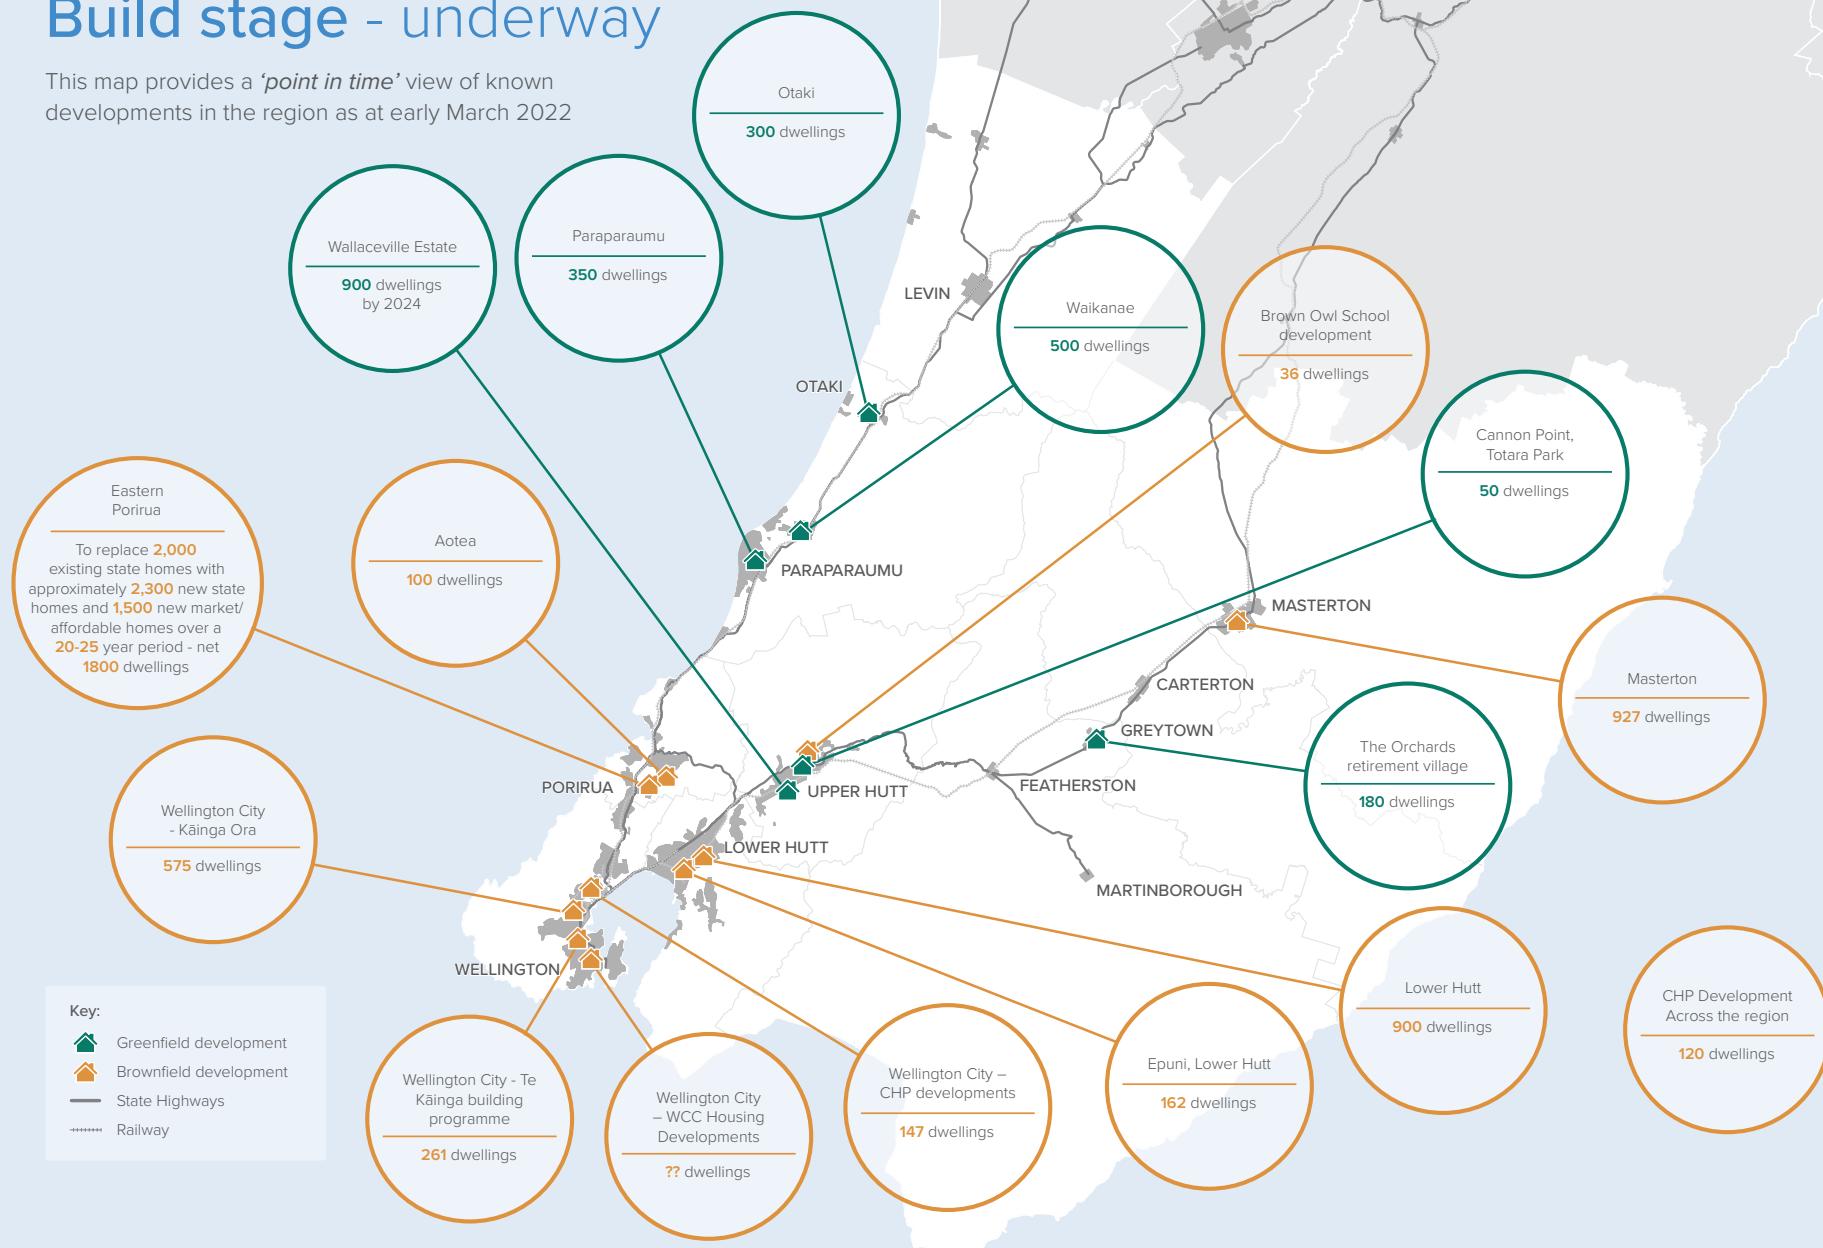 Build stage - underway
This map provides a 'point in time' view of known
developments in the region as at early March 2022
Otaki
300 dwellings
Wallaceville Estate
900 dwellings
by 2024
Paraparaumu
350 dwellings
Waikanae
500 dwellings
Brown Owl School
development
36 dwellings
Cannon Point,
Totara Park
50 dwellings
Eastern
Porirua
To replace 2,000
existing state homes with
approximately 2,300 new state
homes and 1,500 new market/
affordable homes over a
20-25 year period - net
1800 dwellings
Aotea
100 dwellings
Masterton
927 dwellings
The Orchards
retirement village
180 dwellings
Wellington City
- Kāinga Ora
575 dwellings
LEVIN
OTAKI
PARAPARAUMU
MASTERTON
CARTERTON
GREYTOWN
FEATHERSTON
MARTINBOROUGH
PORIRUA
UPPER HUTT
LOWER HUTT
WELLINGTON
Lower Hutt
900 dwellings
CHP Development
Across the region
120 dwellings
Epuni, Lower Hutt
162 dwellings
Wellington City –
CHP developments
147 dwellings
Wellington City
– WCC Housing
Developments
?? dwellings
Wellington City - Te
Kāinga building
programme
261 dwellings
Key:
Greenfield development
Brownfield development
State Highways
Railway